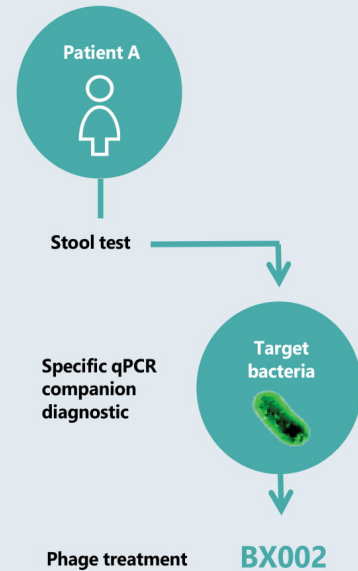 Patient A
Stool test
Target
bacteria
Specific qPCR
companion
diagnostic
Phage treatment
BX002